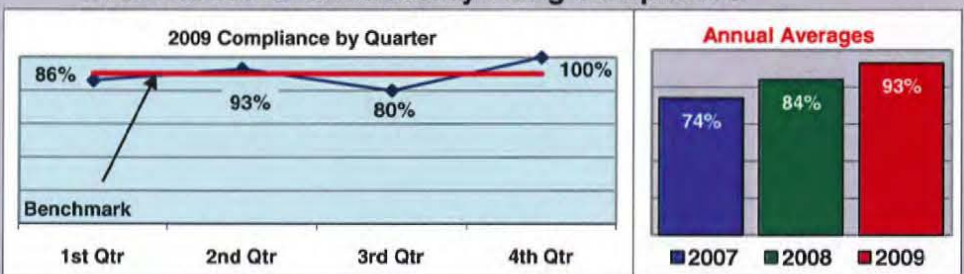 2009 Compliance by Quarter
86%
93%
80%
100%
Benchmark
1st Qtr 2nd Qtr 3rd Qtr 4th Qtr
Annual Averages
74%
84%
93%
2007 2008 2009